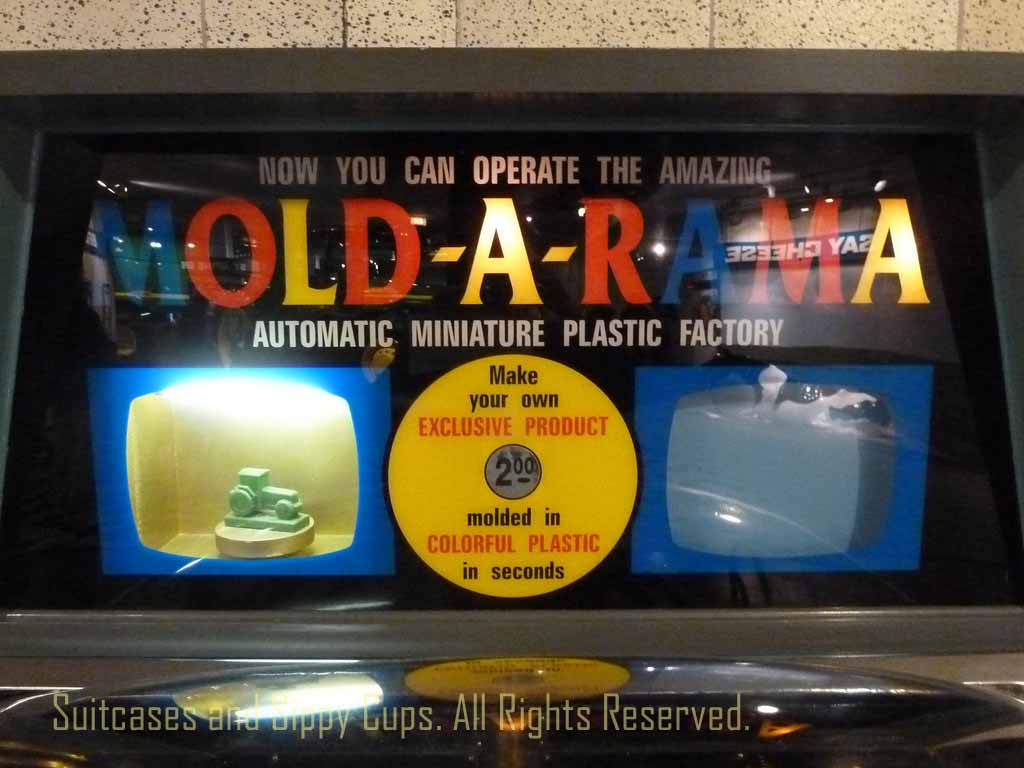 NOW YOU CAN OPERATE THE AMAZING
MOLD-A-RAMA
SAY CHEESE
AUTOMATIC MINIATURE PLASTIC FACTORY
Make
your own
EXCLUSIVE PRODUCT
2.00
molded in
COLORFUL PLASTIC
in seconds
Suitcases and Sippy Cups. All Rights Reserved.